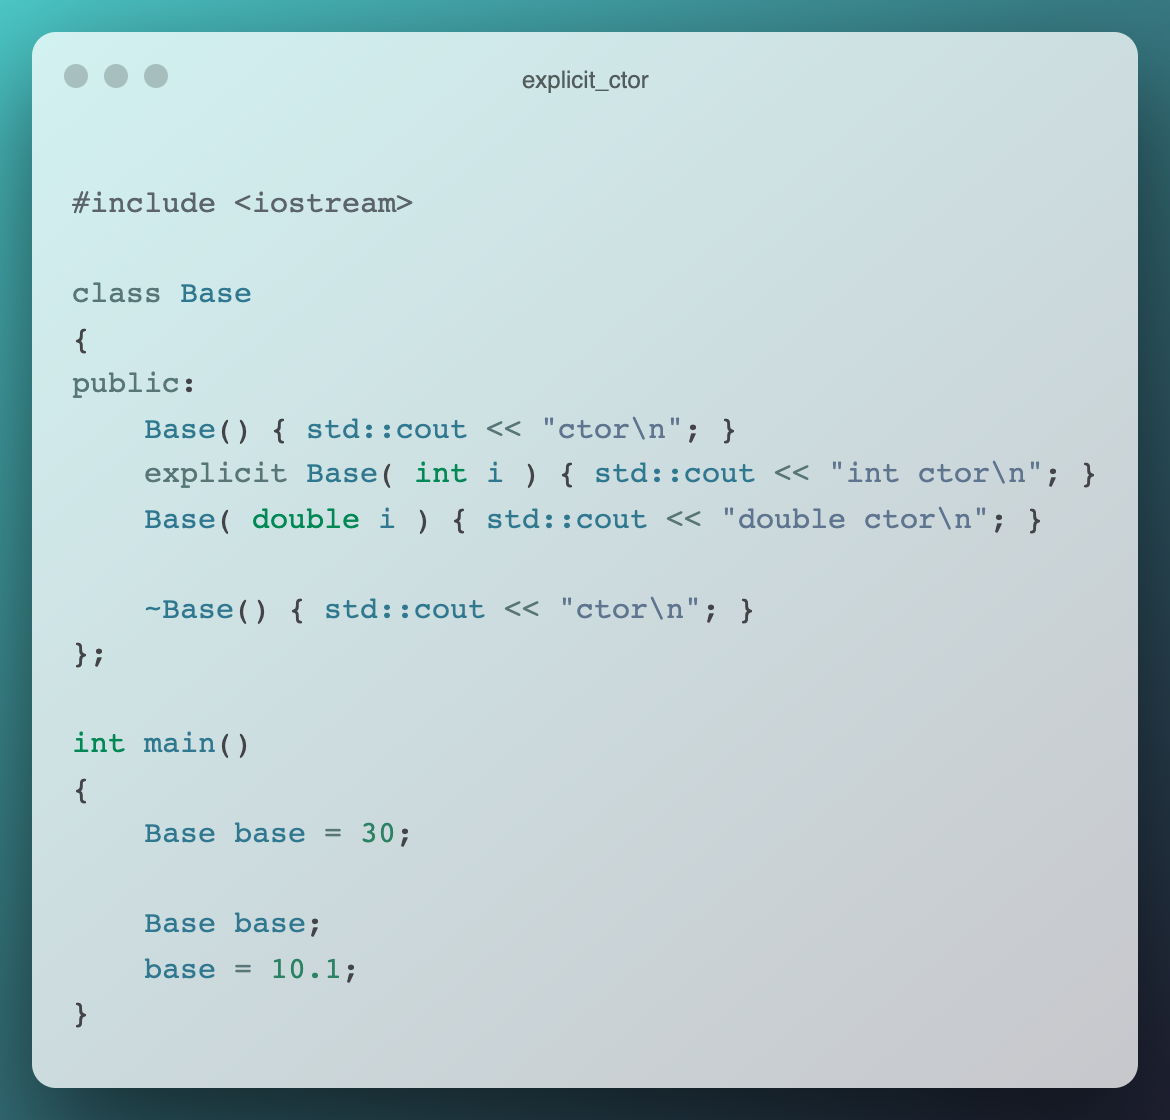 explicit_ctor
#include <iostream>
class Base
{
public:
    Base() { std::cout << "ctor\n"; }
    explicit Base( int i ) { std::cout << "int ctor\n"; }
    Base( double i ) { std::cout << "double ctor\n"; }
    ~Base() { std::cout << "ctor\n"; }
};
int main()
{
    Base base = 30;
    Base base;
    base = 10.1;
}